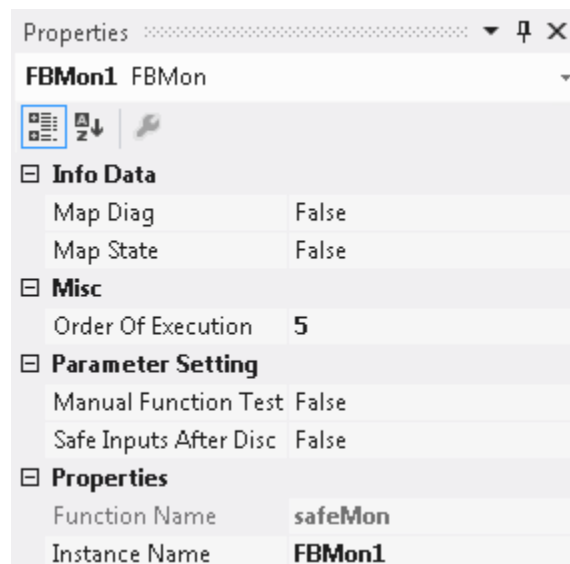 Properties
FBMon1 FBMon
Info Data
Map Diag False
Map State False
Misc
Order Of Execution 5
Parameter Setting
Manual Function Test False
Safe Inputs After Disc False
Properties
Function Name safeMon
Instance Name FBMon1